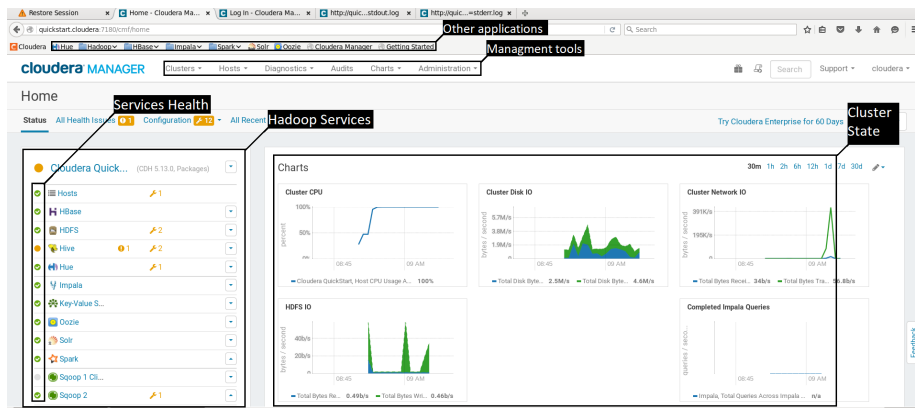 Restore Session
Home - Cloudera Ma...
Log In - Cloudera Ma...
http://quic...stdout.log
http://quic...=stderr.log
Other applications
quickstart.cloudera:7180/cmf/home
Search
Cloudera Hue Hadoop HBase Impala Spark Solr Oozie Cloudera Manager Getting Started
Managment tools
cloudera MANAGER Clusters Hosts Diagnostics Audits Charts Administration Search Support cloudera
Home
Services Health
Hadoop Services
Cluster State
Status All Health Issues 1 Configuration 12 All Recent
Try Cloudera Enterprise for 60 Days
Cloudera Quick... (CDH 5.13.0, Packages)
Hosts 1
HBase
HDFS 2
Hive 1 2
Hue 1
Impala
Key-Value S...
Oozie
Solr
Spark
Sqoop 1 Cli...
Sqoop 2 1
Charts
30m 1h 2h 6h 12h 1d 7d 30d
Cluster CPU
percent
100%
50%
0%
08:45 09 AM
Cloudera QuickStart, Host CPU Usage A... 100%
Cluster Disk IO
bytes / second
5.7M/s
3.8M/s
1.9M/s
08:45 09 AM
Total Disk Byte... 2.5M/s Total Disk Byte... 4.6M/s
Cluster Network IO
bytes / second
391K/s
195K/s
08:45 09 AM
Total Bytes Recei... 34b/s Total Bytes Tra... 56.8b/s
HDFS IO
bytes / second
40b/s
20b/s
08:45 09 AM
Total Bytes Re... 0.49b/s Total Bytes Wri... 0.46b/s
Completed Impala Queries
queries / seco...
08:45 09 AM
Impala, Total Queries Across Impala ... n/a
Feedback